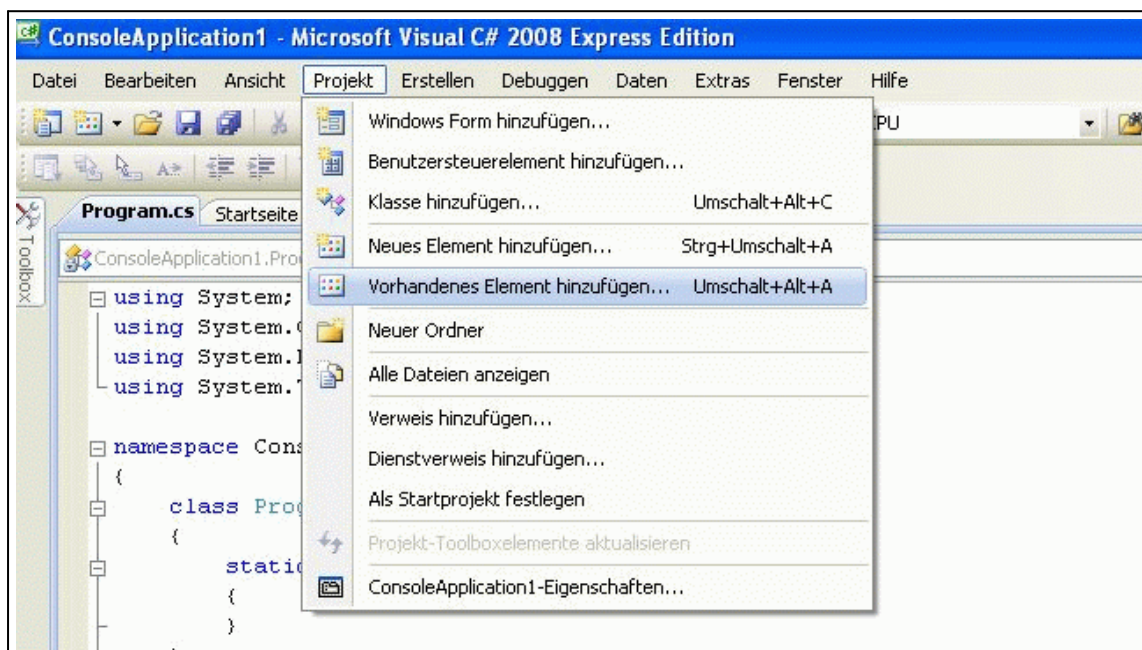 ConsoleApplication1 - Microsoft Visual C# 2008 Express Edition
Datei Bearbeiten Ansicht Projekt Erstellen Debuggen Daten Extras Fenster Hilfe
Windows Form hinzufügen...
Benutzersteuerelement hinzufügen...
Klasse hinzufügen... Umschalt+Alt+C
Neues Element hinzufügen... Strg+Umschalt+A
Vorhandenes Element hinzufügen... Umschalt+Alt+A
Neuer Ordner
Alle Dateien anzeigen
Verweis hinzufügen...
Dienstverweis hinzufügen...
Als Startprojekt festlegen
Projekt-Toolboxelemente aktualisieren
ConsoleApplication1-Eigenschaften...
Toolbox
Program.cs Startseite
ConsoleApplication1.Pro
using System;
using System.
using System.
using System.
namespace Cons
{
class Prog
{
static
{
}